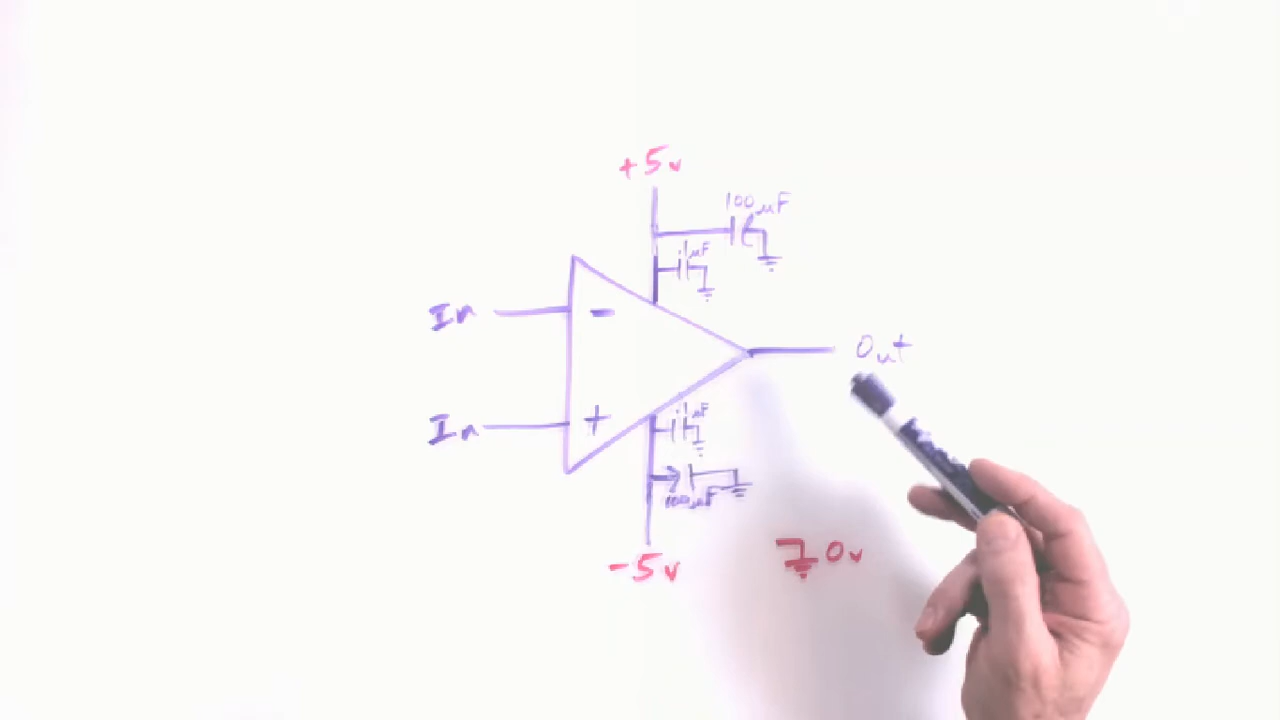 +5v
100µF
.1µF
In
-
Out
In
+
.1µF
100µF
-5v
0v